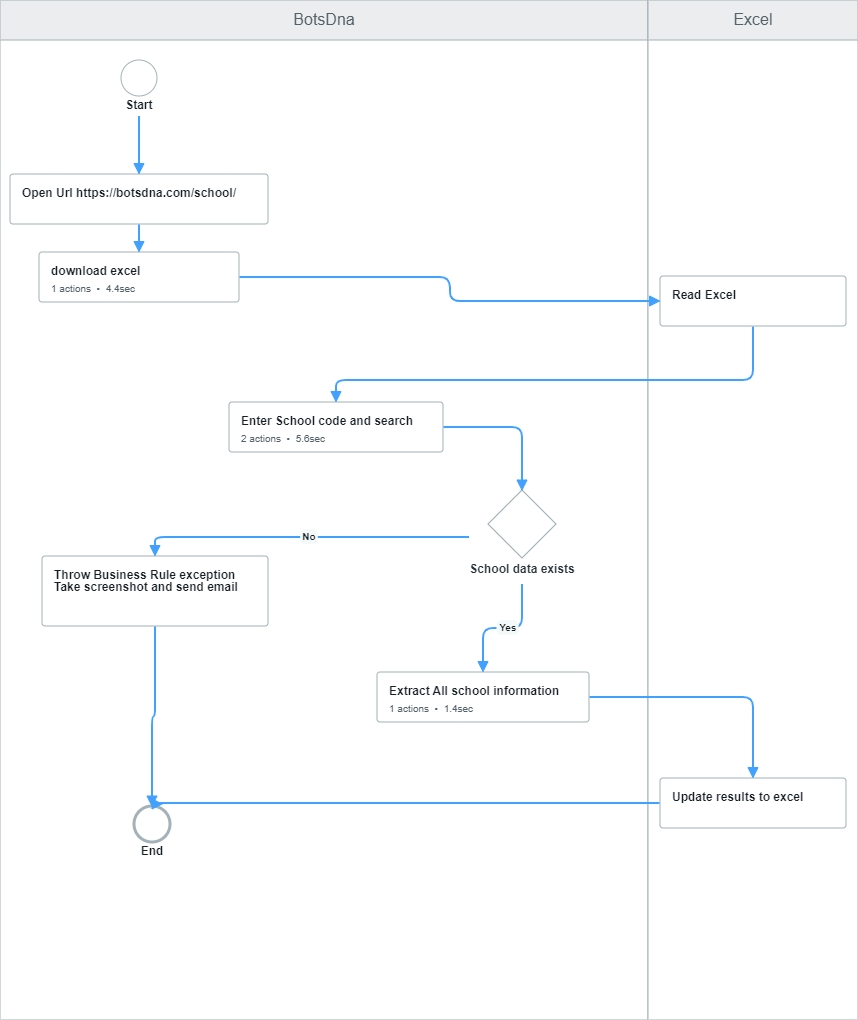 BotsDna
Excel
Start
Open Url https://botsdna.com/school/
download excel
1 actions • 4.4sec
Read Excel
Enter School code and search
2 actions • 5.6sec
No
School data exists
Throw Business Rule exception
Take screenshot and send email
Yes
Extract All school information
1 actions • 1.4sec
Update results to excel
End